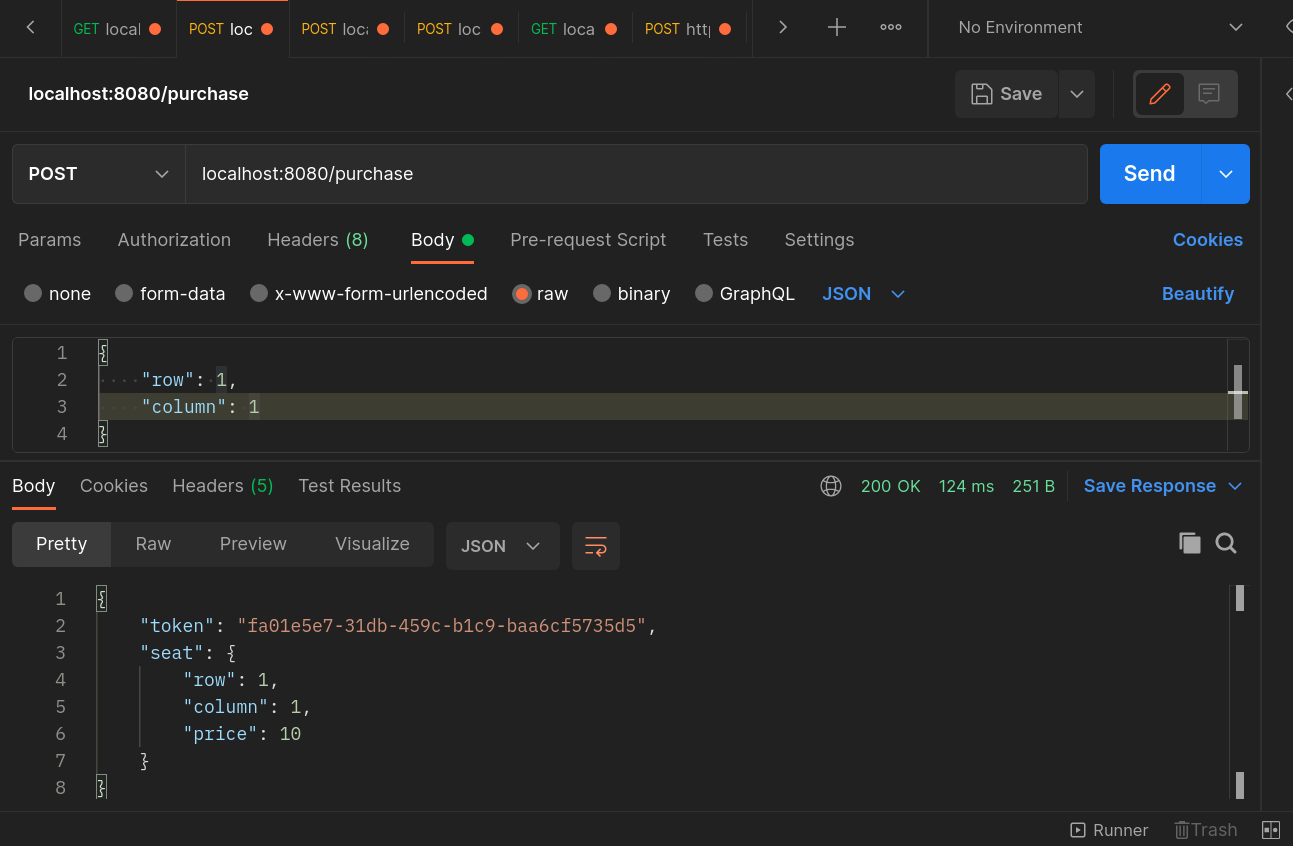 GET local POST loc POST loca POST loc GET loca POST http No Environment
localhost:8080/purchase Save
POST localhost:8080/purchase Send
Params Authorization Headers (8) Body Pre-request Script Tests Settings Cookies
none form-data x-www-form-urlencoded raw binary GraphQL JSON Beautify
1 {
2 "row": 1,
3 "column": 1
4 }
Body Cookies Headers (5) Test Results 200 OK 124 ms 251 B Save Response
Pretty Raw Preview Visualize JSON
1 {
2 "token": "fa01e5e7-31db-459c-b1c9-baa6cf5735d5",
3 "seat": {
4 "row": 1,
5 "column": 1,
6 "price": 10
7 }
8 }
Runner Trash